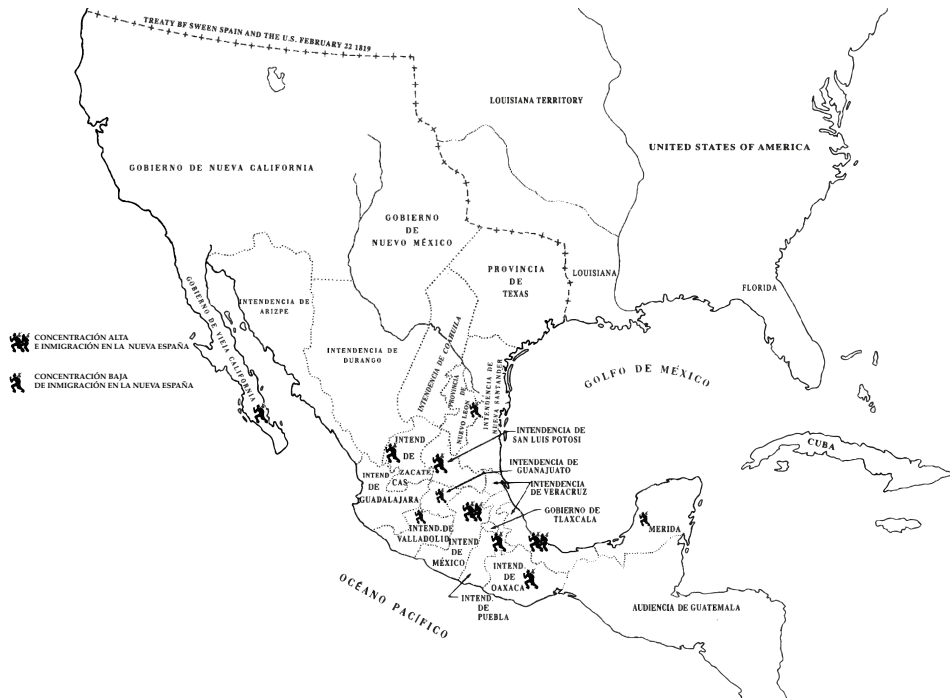 TREATY BF SWEEN SPAIN AND THE U.S. FEBRUARY 22 1819
LOUISIANA TERRITORY
UNITED STATES OF AMERICA
GOBIERNO DE NUEVA CALIFORNIA
GOBIERNO
DE
NUEVO MÉXICO
PROVINCIA
DE
TEXAS
LOUISIANA
FLORIDA
GOBIERNO DE VIEJA CALIFORNIA
INTENDENCIA DE
ARIZPE
CONCENTRACIÓN ALTA
E INMIGRACIÓN EN LA NUEVA ESPAÑA
CONCENTRACIÓN BAJA
DE INMIGRACIÓN EN LA NUEVA ESPAÑA
INTENDENCIA DE
DURANGO
INTENDENCIA DE COAHUILA
PROVINCIA
DE
NUEVO LEON
INTENDENCIA DE
NUEVA SANTANDER
GOLFO DE MÉXICO
CUBA
INTENDENCIA DE
SAN LUIS POTOSI
INTEND
DE
ZACATE
CAS
INTENDENCIA DE
GUANAJUATO
INTEND
DE
GUADALAJARA
INTENDENCIA
DE VERACRUZ
GOBIERNO DE
TLAXCALA
MERIDA
INTEND. DE
VALLADOLID
INTEND
DE
MÉXICO
INTEND.
DE
OAXACA
INTEND.
DE
PUEBLA
OCÉANO PACÍFICO
AUDIENCIA DE GUATEMALA